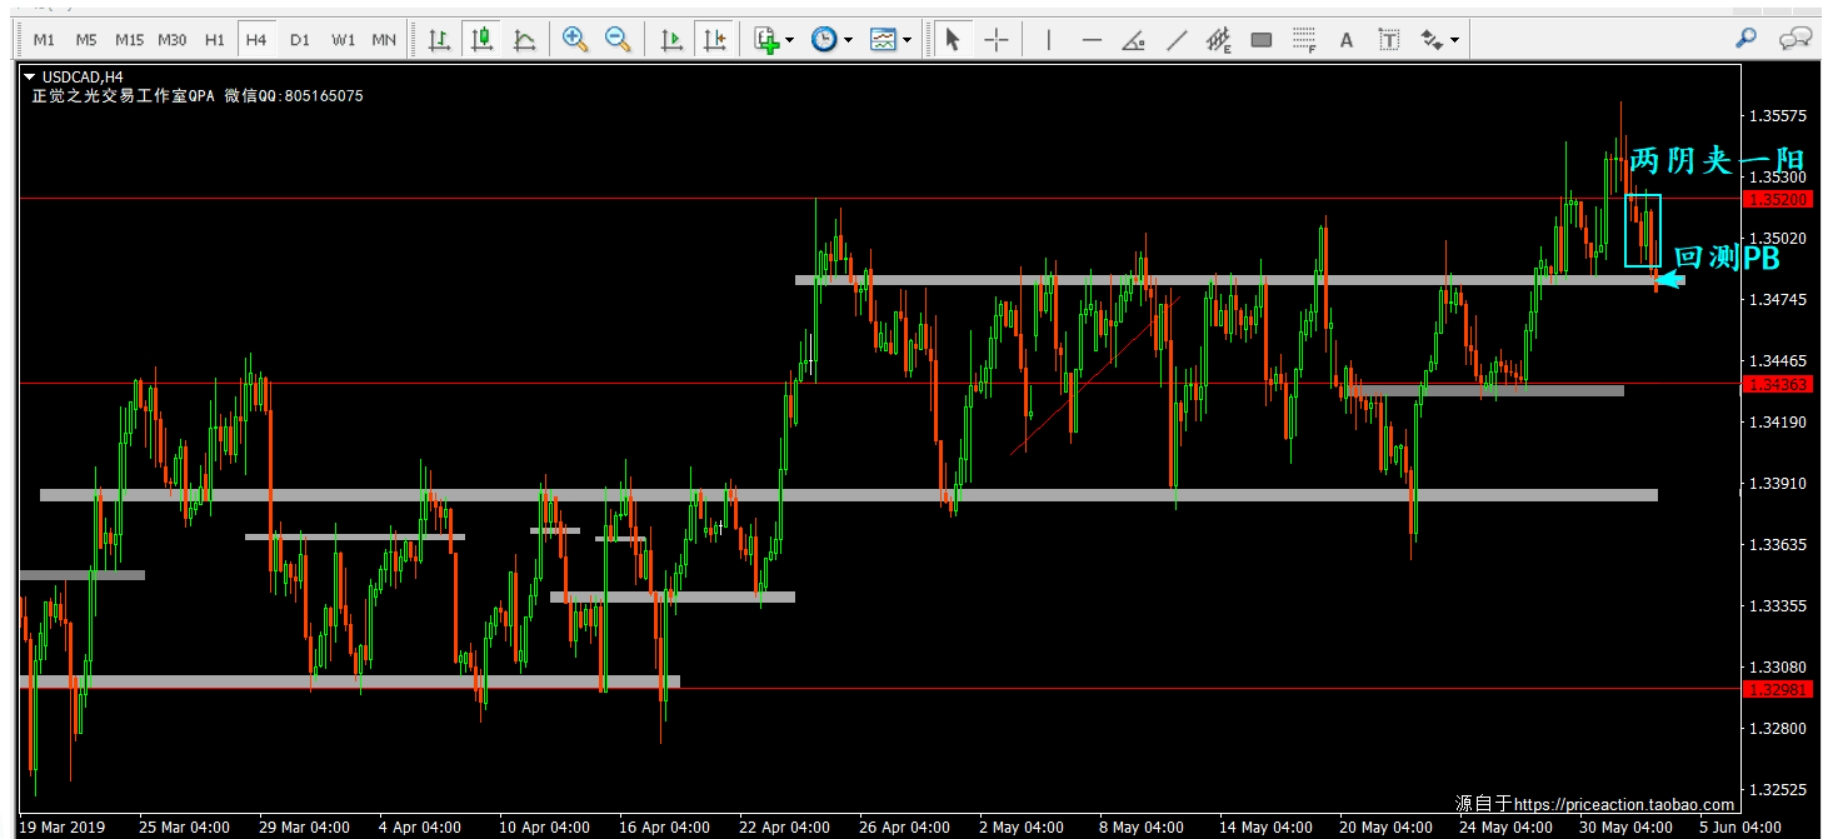 M1 M5 M15 M30 H1 H4 D1 W1 MN E F A T
USDCAD,H4
正觉之光交易工作室QPA 微信QQ:805165075
1.35575
两阴夹一阳
1.35300
1.35200
1.35020
回测PB
1.34745
1.34465
1.34363
1.34190
1.33910
1.33635
1.33355
1.33080
1.32981
1.32800
1.32525
源自于https://priceaction.taobao.com
19 Mar 2019 25 Mar 04:00 29 Mar 04:00 4 Apr 04:00 10 Apr 04:00 16 Apr 04:00 22 Apr 04:00 26 Apr 04:00 2 May 04:00 8 May 04:00 14 May 04:00 20 May 04:00 24 May 04:00 30 May 04:00 5 Jun 04:00